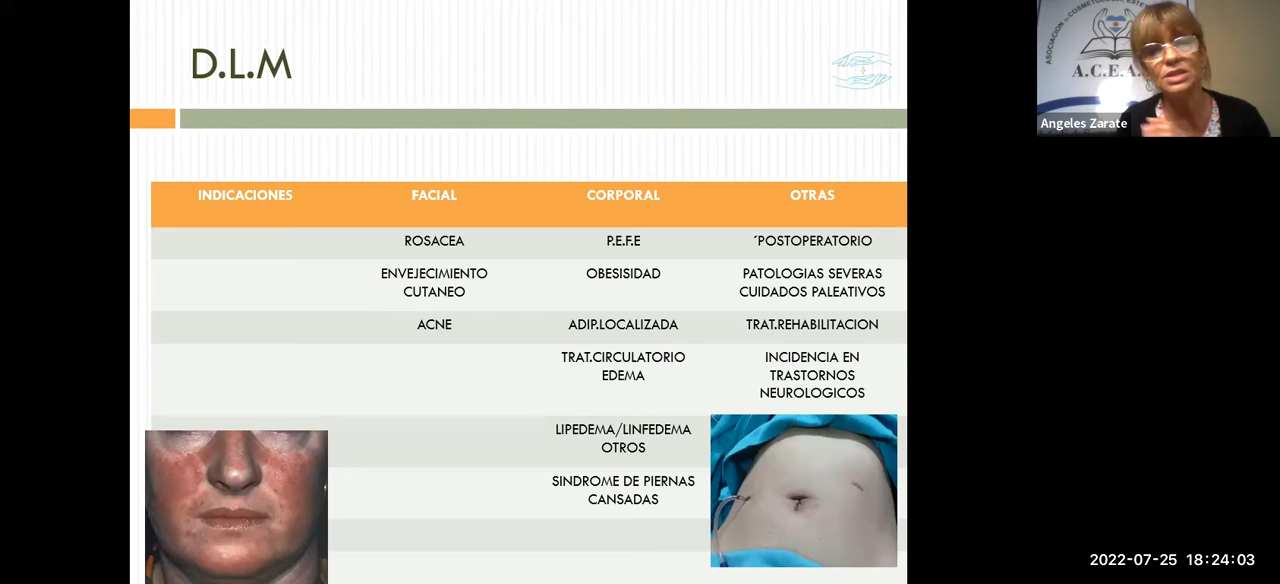 D.L.M
ASOCIACION
COSMETOLOGIA
A.C.E.A.
Angeles Zarate
INDICACIONES FACIAL CORPORAL OTRAS
ROSACEA P.E.F.E ´POSTOPERATORIO
ENVEJECIMIENTO OBESISIDAD PATOLOGIAS SEVERAS
CUTANEO CUIDADOS PALEATIVOS
ACNE ADIP.LOCALIZADA TRAT.REHABILITACION
TRAT.CIRCULATORIO INCIDENCIA EN
EDEMA TRASTORNOS
NEUROLOGICOS
LIPEDEMA/LINFEDEMA
OTROS
SINDROME DE PIERNAS
CANSADAS
2022-07-25 18:24:03